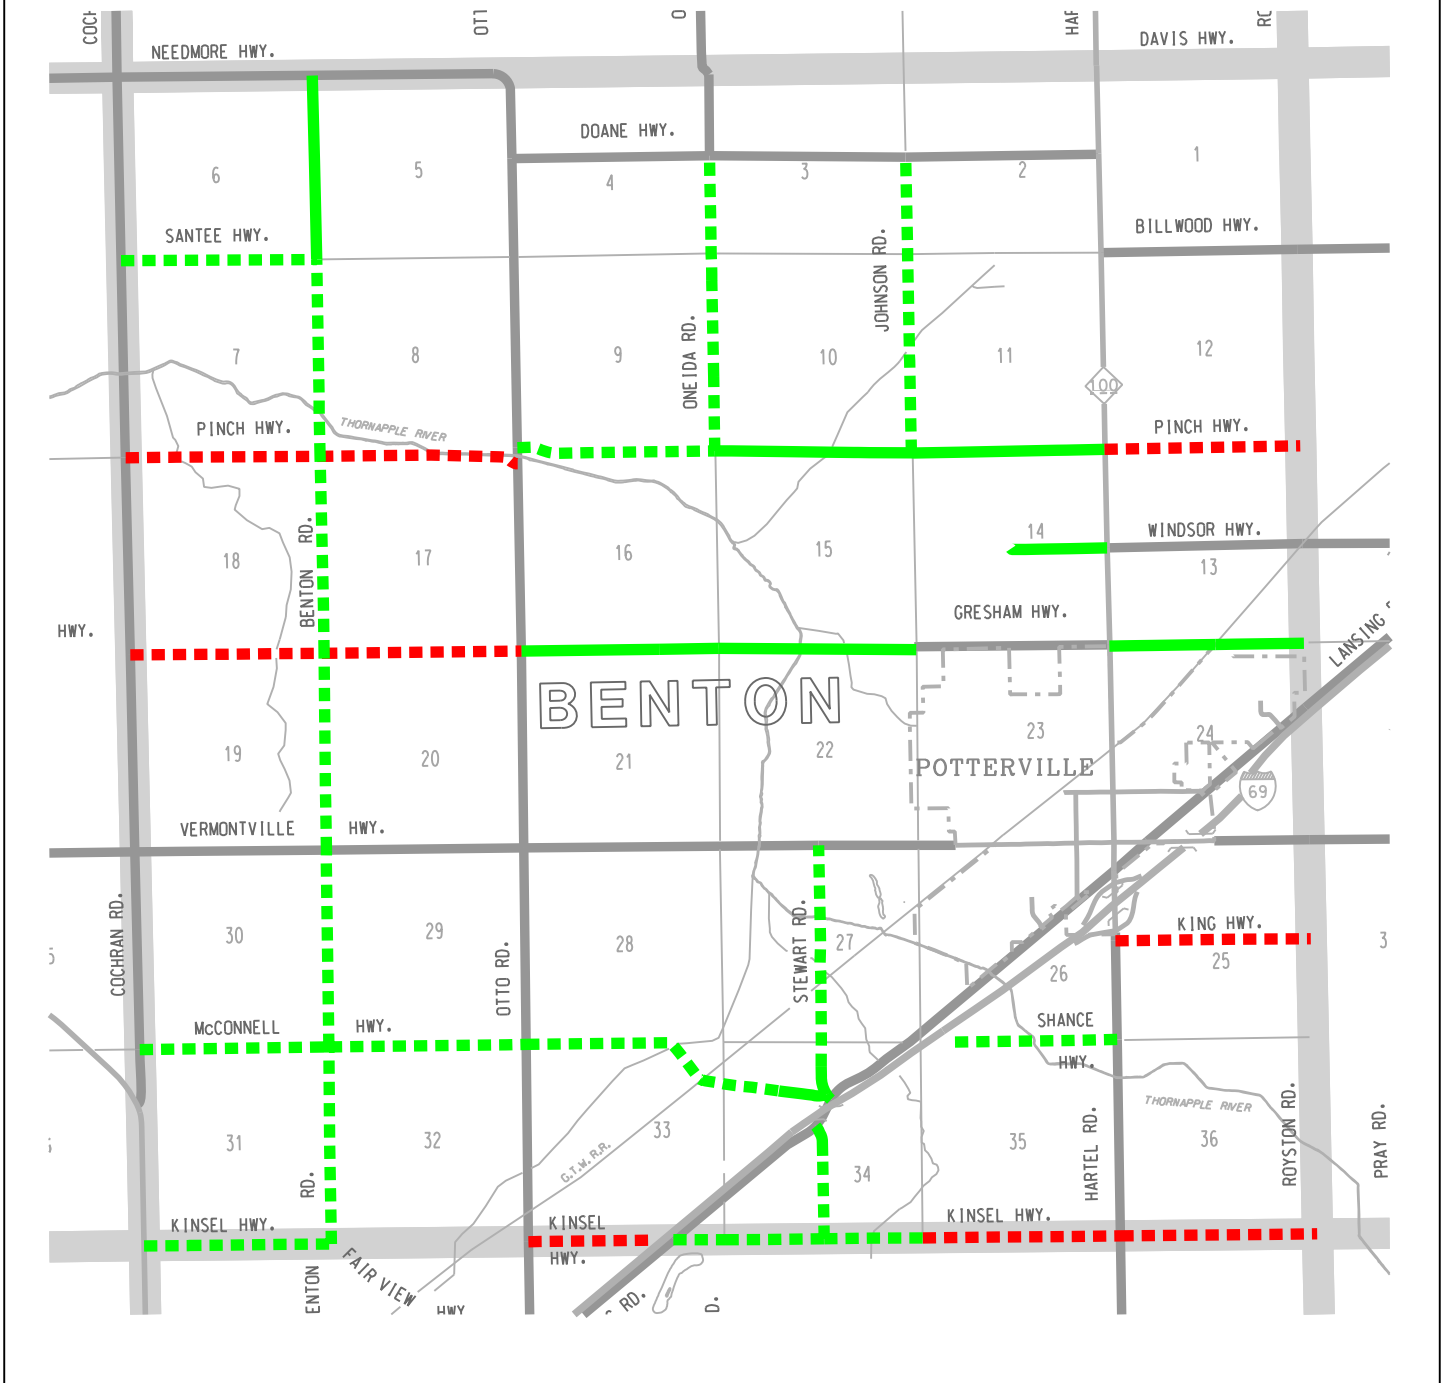 NEEDMORE HWY.
DAVIS HWY.
DOANE HWY.
6
5
4
3
2
1
SANTEE HWY.
BILLWOOD HWY.
JOHNSON RD.
ONEIDA RD.
7
8
9
10
11
12
100
PINCH HWY.
THORNAPPLE RIVER
PINCH HWY.
BENTON RD.
18
17
16
15
14
WINDSOR HWY.
13
HWY.
GRESHAM HWY.
LANSING
BENTON
19
20
21
22
23
24
POTTERVILLE
69
VERMONTVILLE HWY.
COCHRAN RD.
30
29
OTTO RD.
28
STEWART RD.
27
26
KING HWY.
25
3
McCONNELL HWY.
SHANCE
HWY.
THORNAPPLE RIVER
31
32
33
G.T.W. R.R.
34
35
HARTEL RD.
36
ROYSTON RD.
PRAY RD.
KINSEL HWY.
RD.
ENTON
FAIRVIEW
HWY
KINSEL
HWY.
KINSEL HWY.
RD.
D.